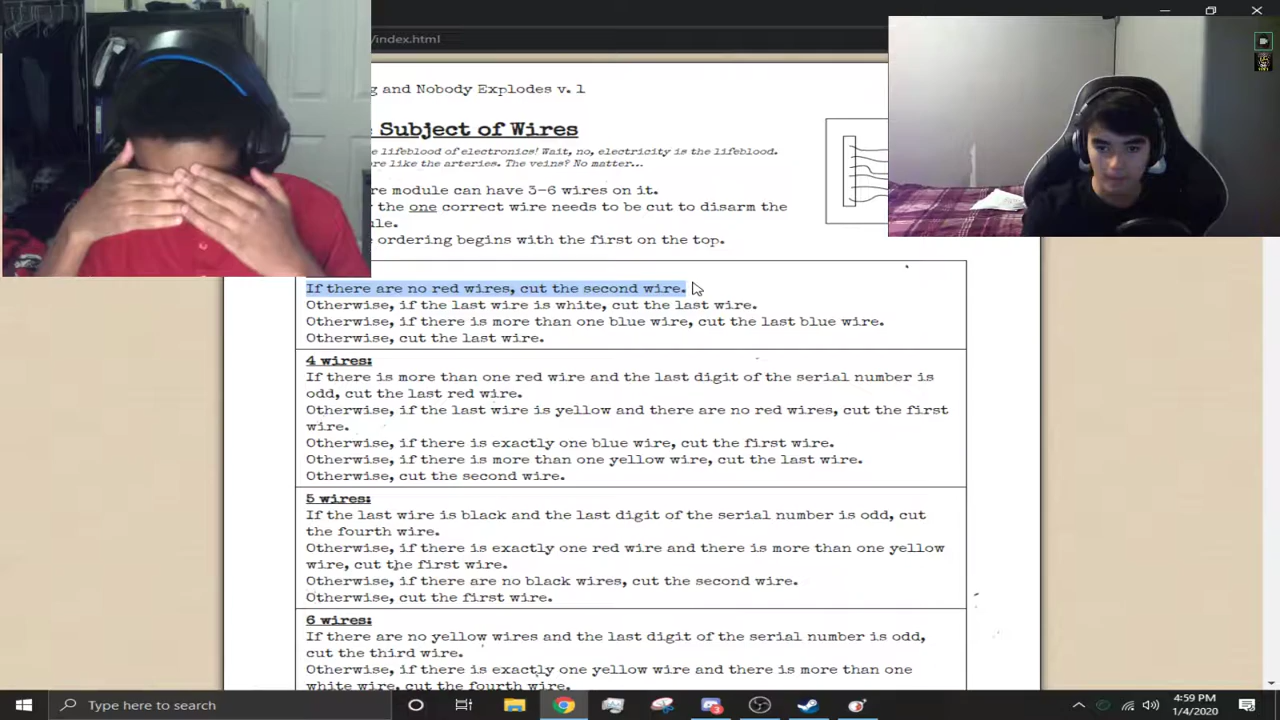 /index.html
g and Nobody Explodes v. 1
Subject of Wires
lifeblood of electronics! Wait, no, electricity is the lifeblood.
like the arteries. The veins? No matter...
module can have 3-6 wires on it.
the one correct wire needs to be cut to disarm the
ordering begins with the first on the top.
If there are no red wires, cut the second wire.
Otherwise, if the last wire is white, cut the last wire.
Otherwise, if there is more than one blue wire, cut the last blue wire.
Otherwise, cut the last wire.
4 wires:
If there is more than one red wire and the last digit of the serial number is
odd, cut the last red wire.
Otherwise, if the last wire is yellow and there are no red wires, cut the first
wire.
Otherwise, if there is exactly one blue wire, cut the first wire.
Otherwise, if there is more than one yellow wire, cut the last wire.
Otherwise, cut the second wire.
5 wires:
If the last wire is black and the last digit of the serial number is odd, cut
the fourth wire.
Otherwise, if there is exactly one red wire and there is more than one yellow
wire, cut the first wire.
Otherwise, if there are no black wires, cut the second wire.
Otherwise, cut the first wire.
6 wires:
If there are no yellow wires and the last digit of the serial number is odd,
cut the third wire.
Otherwise, if there is exactly one yellow wire and there is more than one
white wire, cut the fourth wire.
Type here to search
4:59 PM
1/4/2020